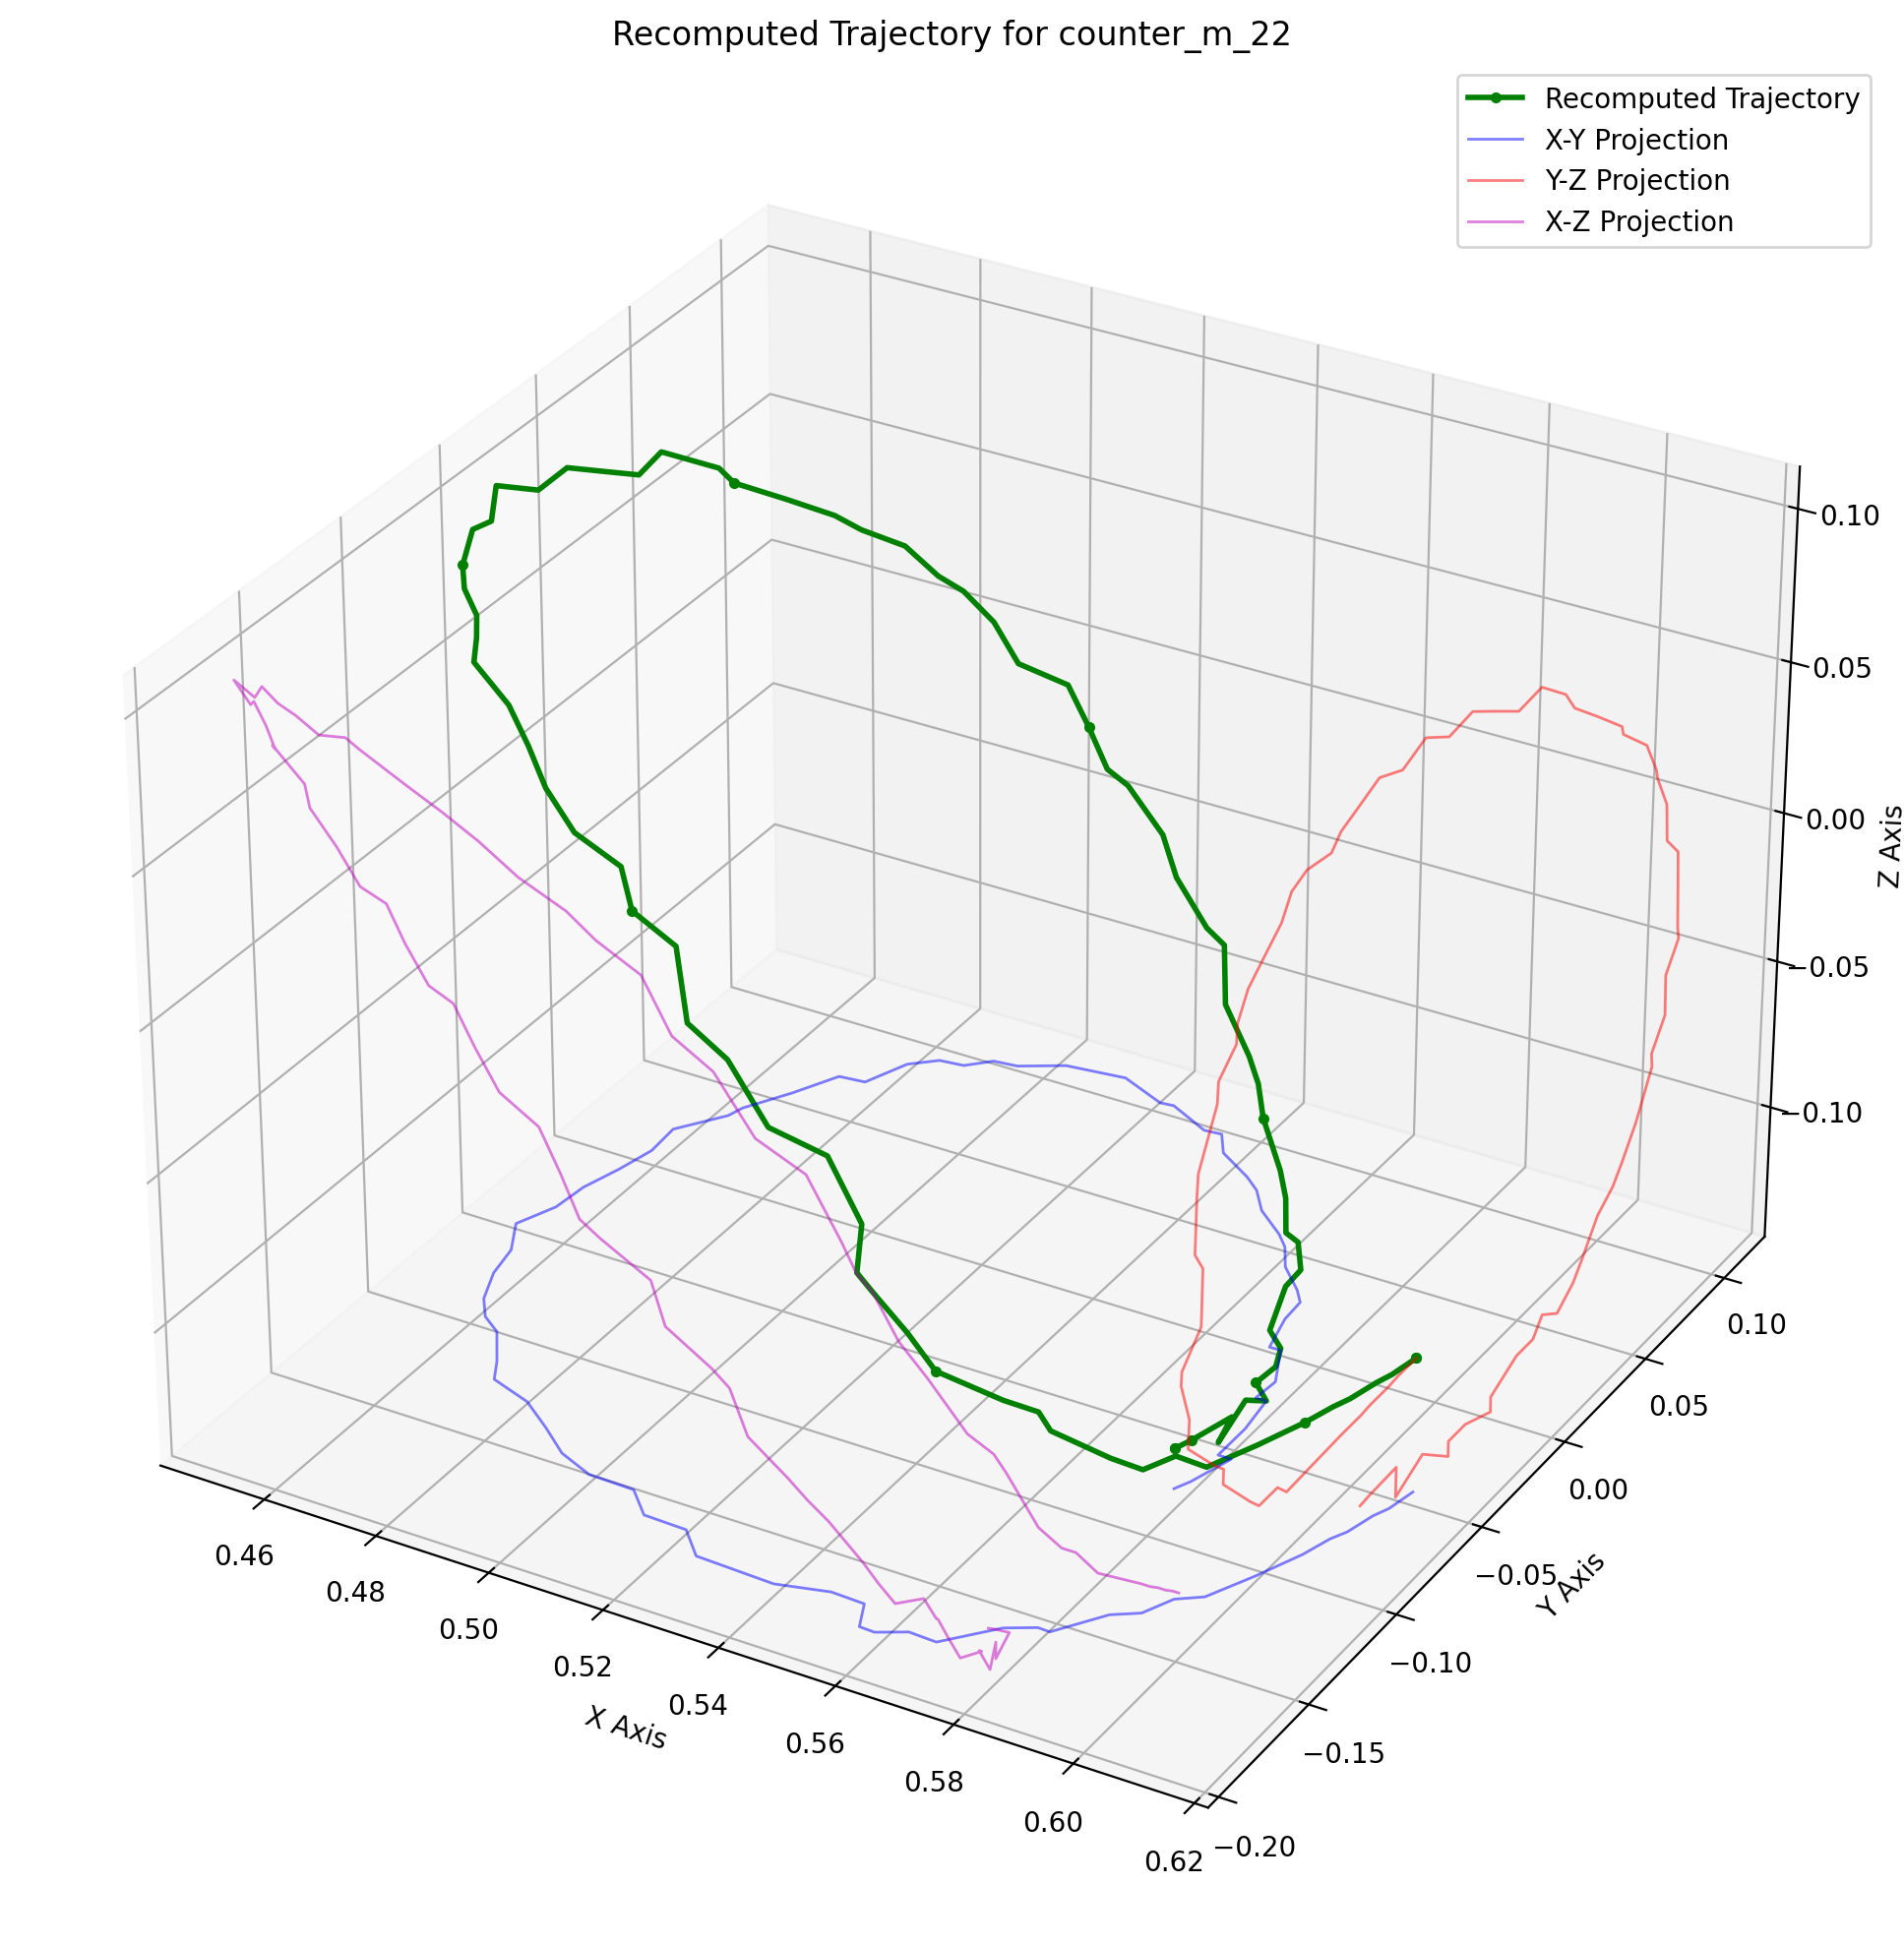 Recomputed Trajectory for counter_m_22
Recomputed Trajectory
X-Y Projection
Y-Z Projection
X-Z Projection
0.10
0.05
0.00
−0.05
−0.10
Z Axis
0.10
0.05
0.00
−0.05
−0.10
−0.15
−0.20
Y Axis
0.46
0.48
0.50
0.52
0.54
0.56
0.58
0.60
0.62
X Axis